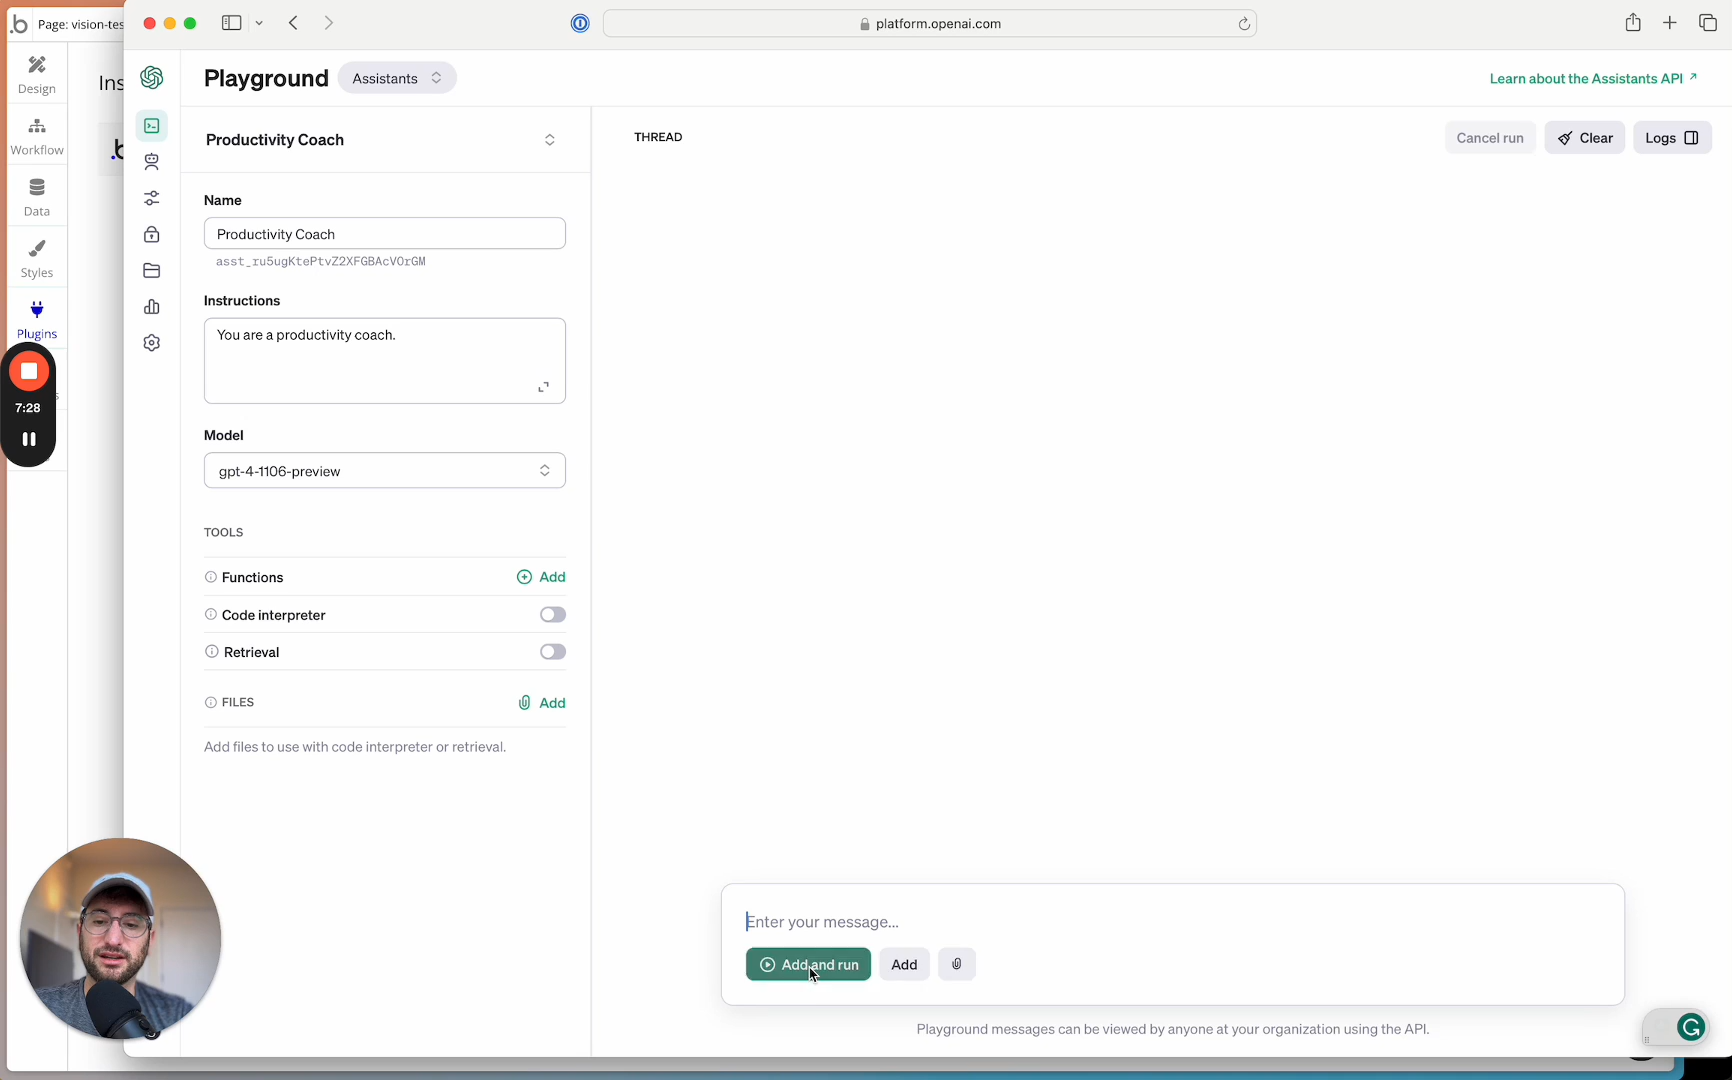 Page: vision-tes
platform.openai.com
Design
Workflow
Data
Styles
Plugins
7:28
Ins
.b
Playground
Assistants
Learn about the Assistants API
Productivity Coach
Name
Productivity Coach
asst_ru5ugKtePtvZ2XFGBAcVOrGM
Instructions
You are a productivity coach.
Model
gpt-4-1106-preview
TOOLS
Functions
Add
Code interpreter
Retrieval
FILES
Add
Add files to use with code interpreter or retrieval.
THREAD
Cancel run
Clear
Logs
Enter your message...
Add and run
Add
Playground messages can be viewed by anyone at your organization using the API.